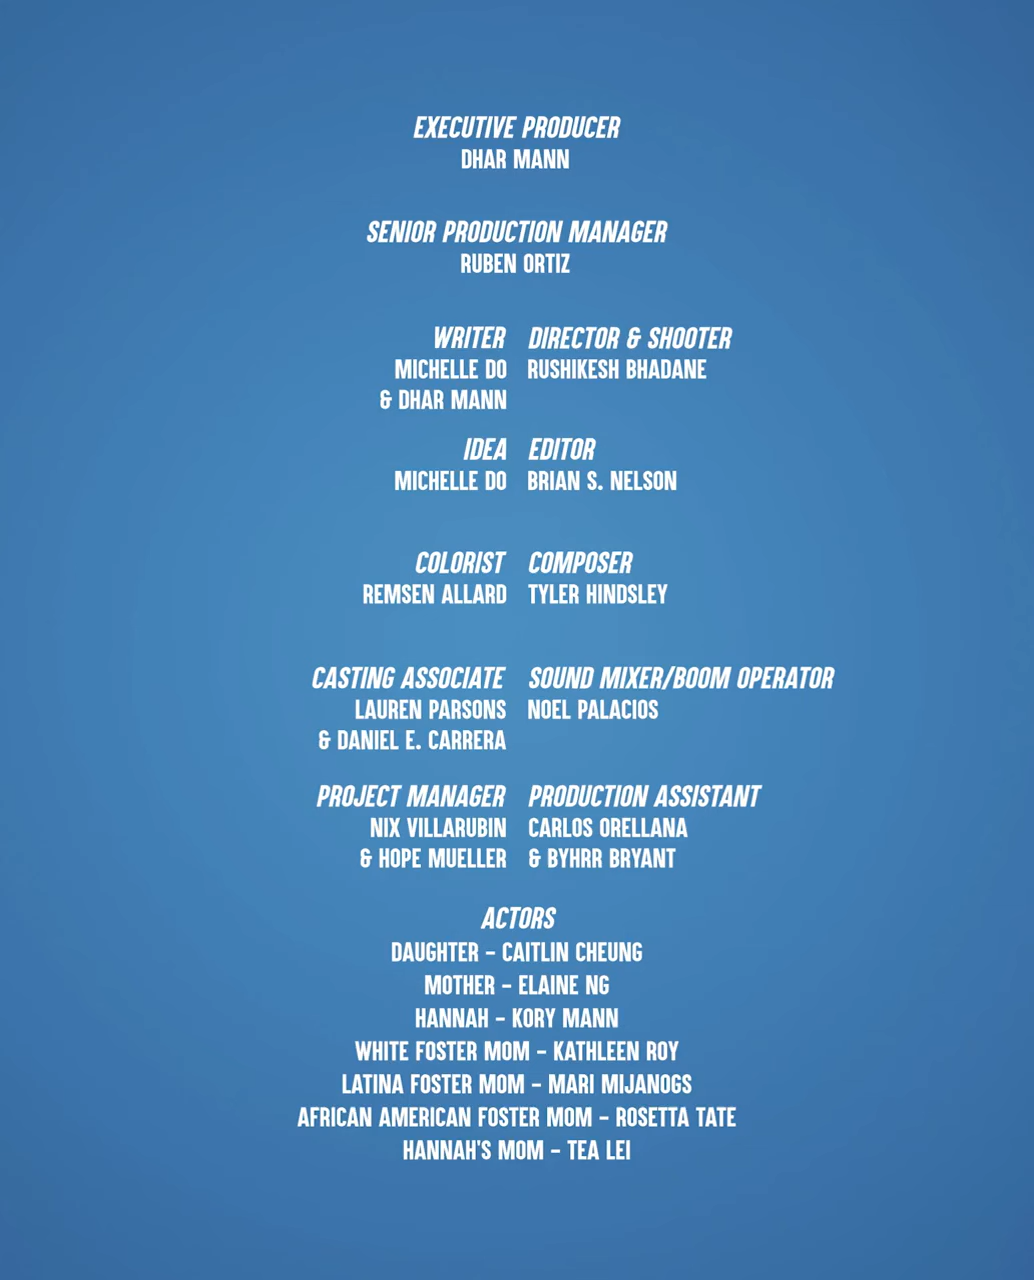 EXECUTIVE PRODUCER
DHAR MANN
SENIOR PRODUCTION MANAGER
RUBEN ORTIZ
WRITER DIRECTOR & SHOOTER
MICHELLE DO RUSHIKESH BHADANE
& DHAR MANN
IDEA EDITOR
MICHELLE DO BRIAN S. NELSON
COLORIST COMPOSER
REMSEN ALLARD TYLER HINDSLEY
CASTING ASSOCIATE SOUND MIXER/BOOM OPERATOR
LAUREN PARSONS NOEL PALACIOS
& DANIEL E. CARRERA
PROJECT MANAGER PRODUCTION ASSISTANT
NIX VILLARUBIN CARLOS ORELLANA
& HOPE MUELLER & BYHRR BRYANT
ACTORS
DAUGHTER – CAITLIN CHEUNG
MOTHER – ELAINE NG
HANNAH – KORY MANN
WHITE FOSTER MOM – KATHLEEN ROY
LATINA FOSTER MOM – MARI MIJANOGS
AFRICAN AMERICAN FOSTER MOM – ROSETTA TATE
HANNAH'S MOM – TEA LEI